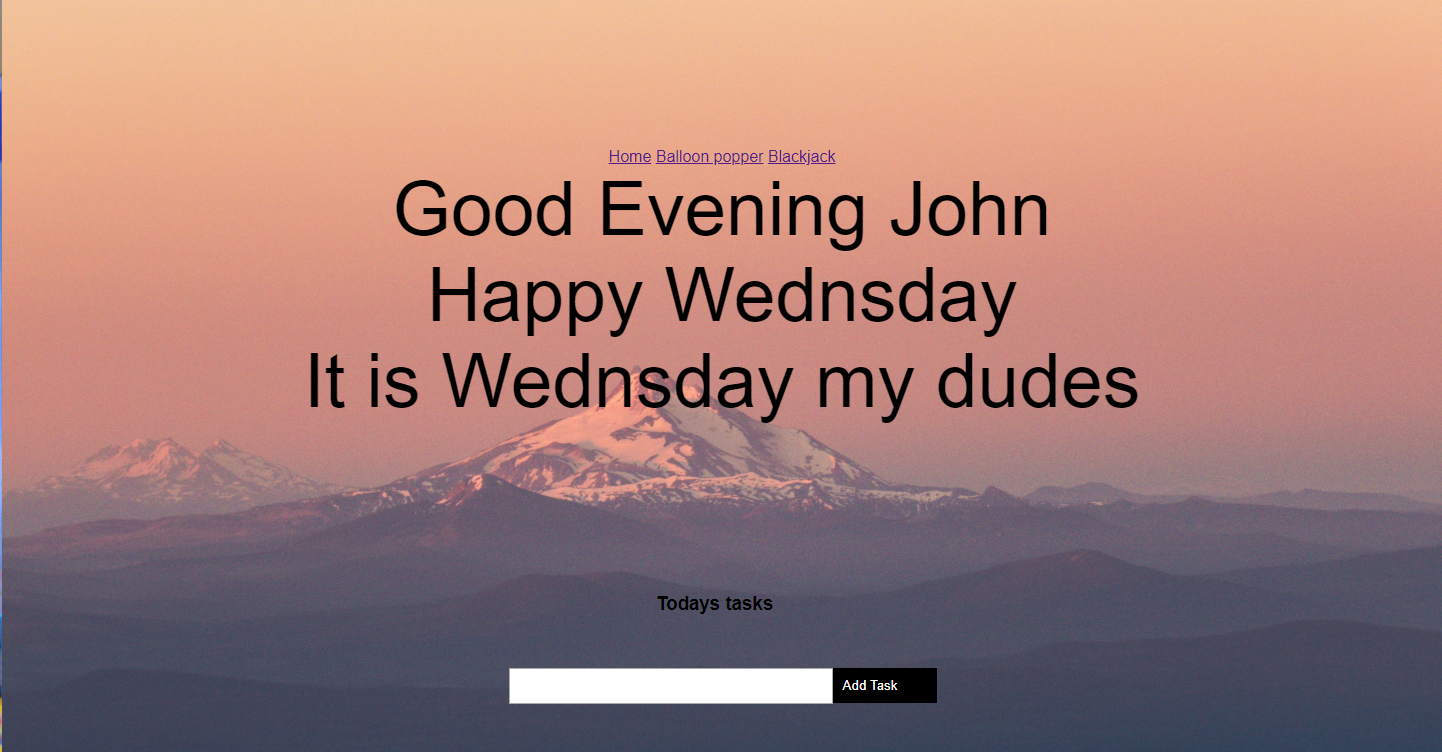 Home Balloon popper Blackjack
Good Evening John
Happy Wednsday
It is Wednsday my dudes
Todays tasks
Add Task